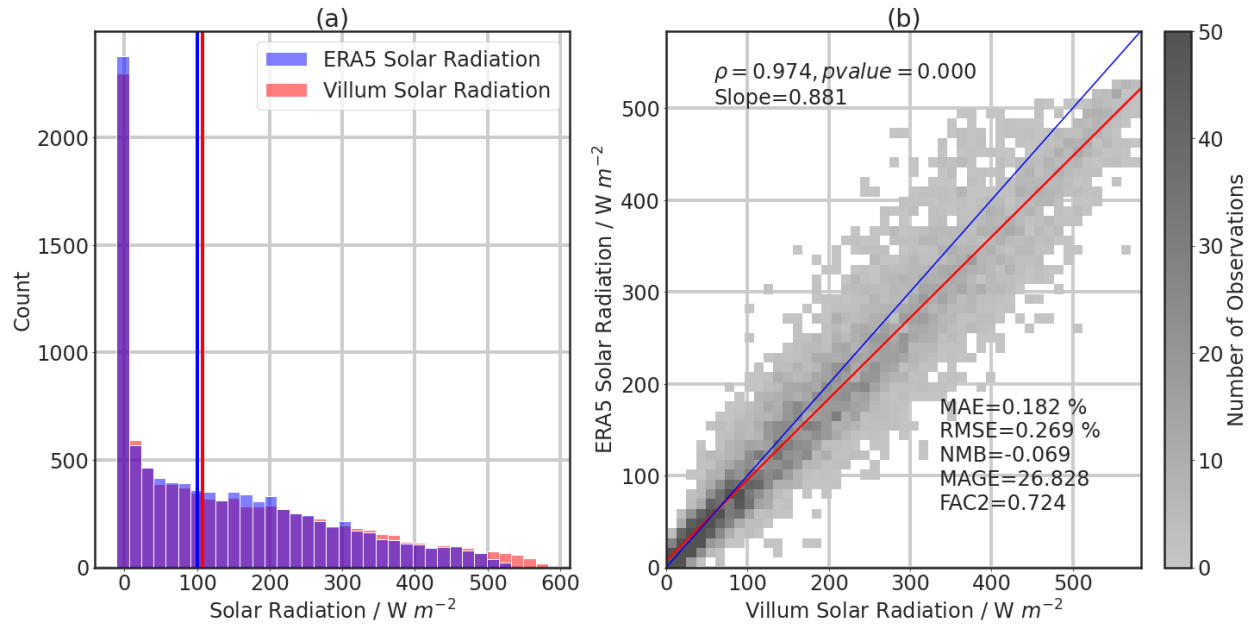 (a)
ERA5 Solar Radiation
Villum Solar Radiation
Count
2000
1500
1000
500
0
0 100 200 300 400 500 600
Solar Radiation / W m⁻²
(b)
ρ = 0.974, pvalue = 0.000
Slope=0.881
MAE=0.182 %
RMSE=0.269 %
NMB=-0.069
MAGE=26.828
FAC2=0.724
ERA5 Solar Radiation / W m⁻²
500
400
300
200
100
0
0 100 200 300 400 500
Villum Solar Radiation / W m⁻²
50
40
30
20
10
0
Number of Observations